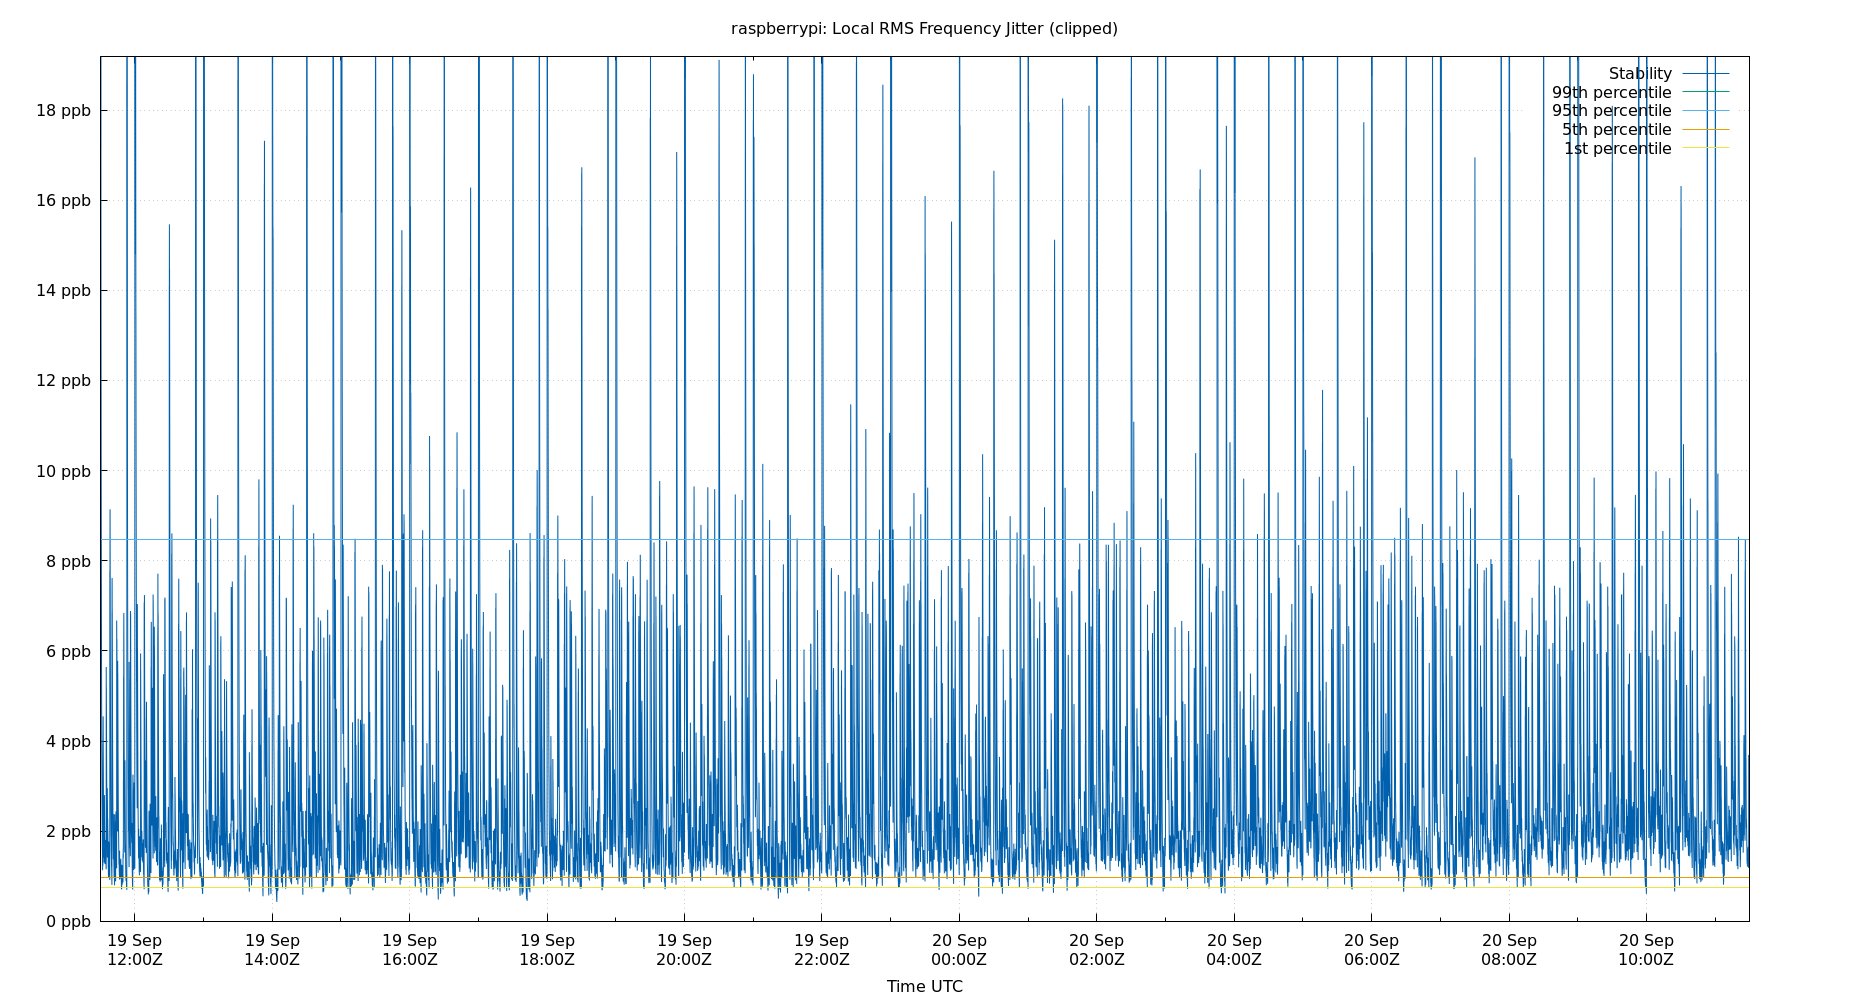 raspberrypi: Local RMS Frequency Jitter (clipped)
Stability
99th percentile
95th percentile
5th percentile
1st percentile
18 ppb
16 ppb
14 ppb
12 ppb
10 ppb
8 ppb
6 ppb
4 ppb
2 ppb
0 ppb
19 Sep 19 Sep 19 Sep 19 Sep 19 Sep 19 Sep 20 Sep 20 Sep 20 Sep 20 Sep 20 Sep 20 Sep
12:00Z 14:00Z 16:00Z 18:00Z 20:00Z 22:00Z 00:00Z 02:00Z 04:00Z 06:00Z 08:00Z 10:00Z
Time UTC